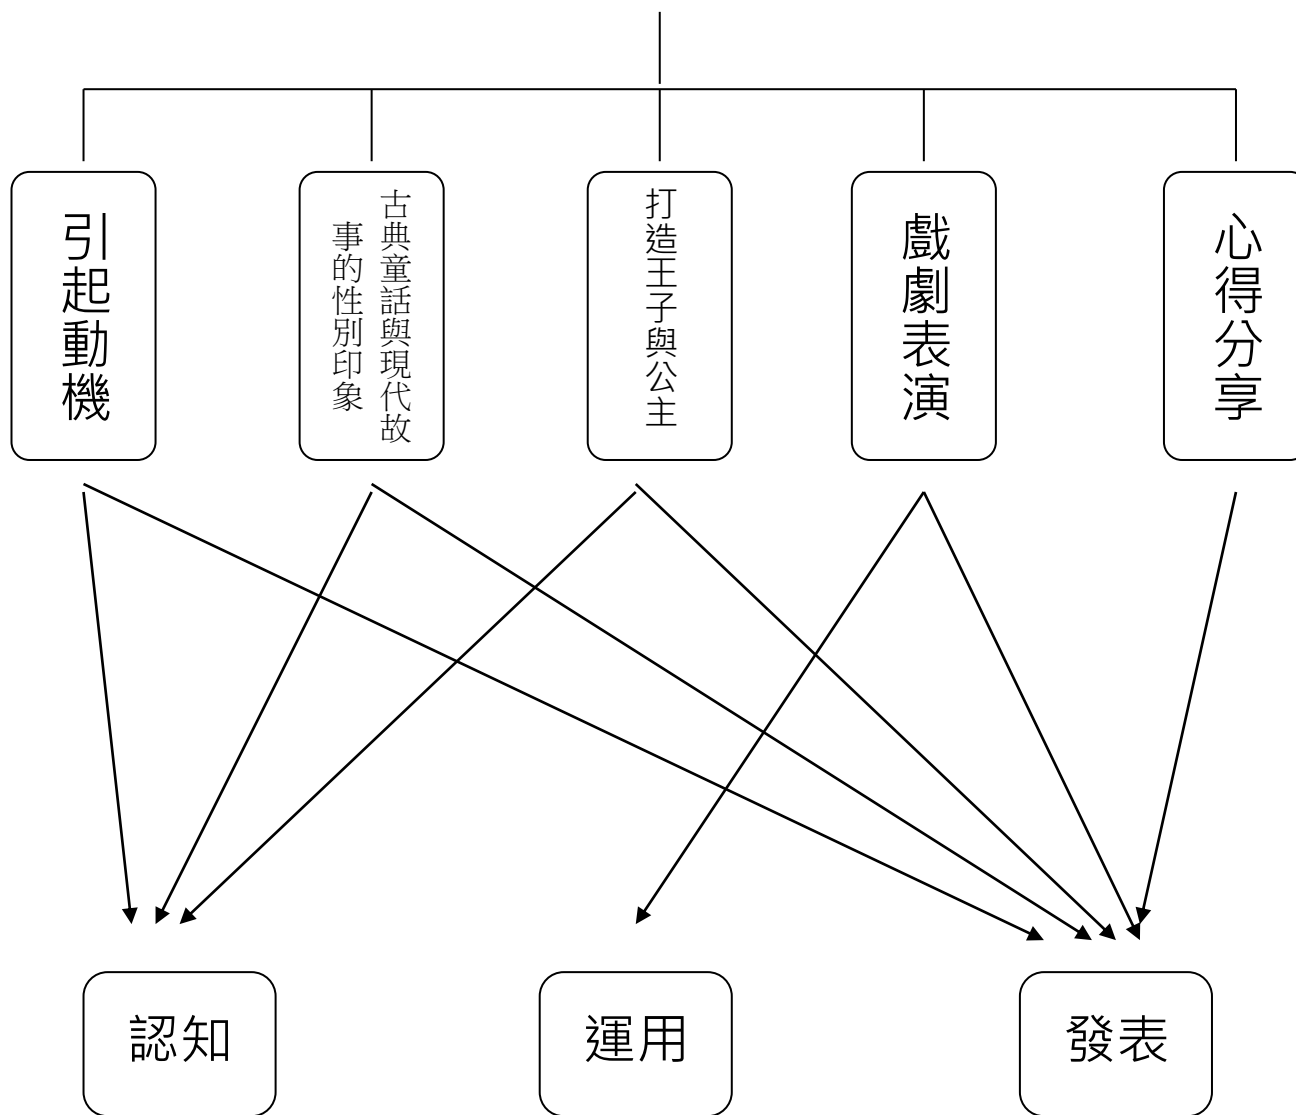 引起動機
古典童話與現代故
事的性別印象
打造王子與公主
戲劇表演
心得分享
認知
運用
發表